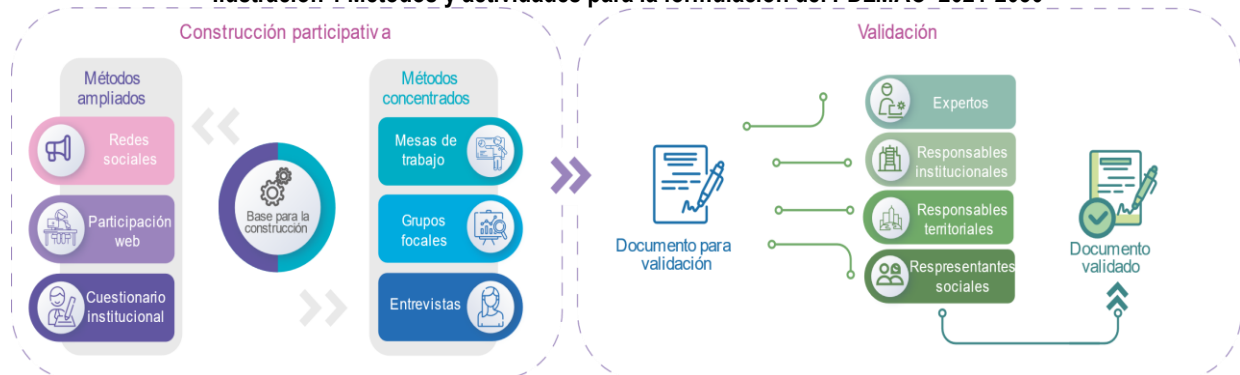 Construcción participativa
Métodos
ampliados
Redes
sociales
Participación
web
Cuestionario
institucional
Base para la
construcción
Métodos
concentrados
Mesas de
trabajo
Grupos
focales
Entrevistas
Validación
Documento para
validación
Expertos
Responsables
institucionales
Responsables
territoriales
Respresentantes
sociales
Documento
validado